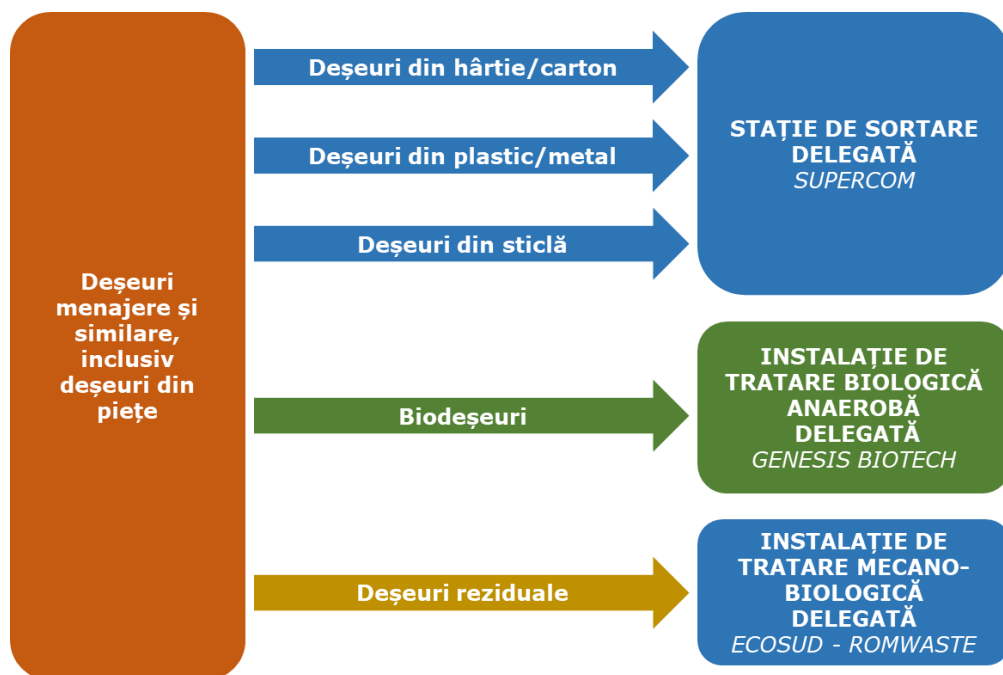 Deșeuri
menajere și
similare,
inclusiv
deșeuri din
piețe
Deșeuri din hârtie/carton
Deșeuri din plastic/metal
Deșeuri din sticlă
STAȚIE DE SORTARE
DELEGATĂ
SUPERCOM
Biodeșeuri
INSTALAȚIE DE
TRATARE BIOLOGICĂ
ANAEROBĂ
DELEGATĂ
GENESIS BIOTECH
Deșeuri reziduale
INSTALAȚIE DE
TRATARE MECANO-
BIOLOGICĂ
DELEGATĂ
ECOSUD - ROMWASTE